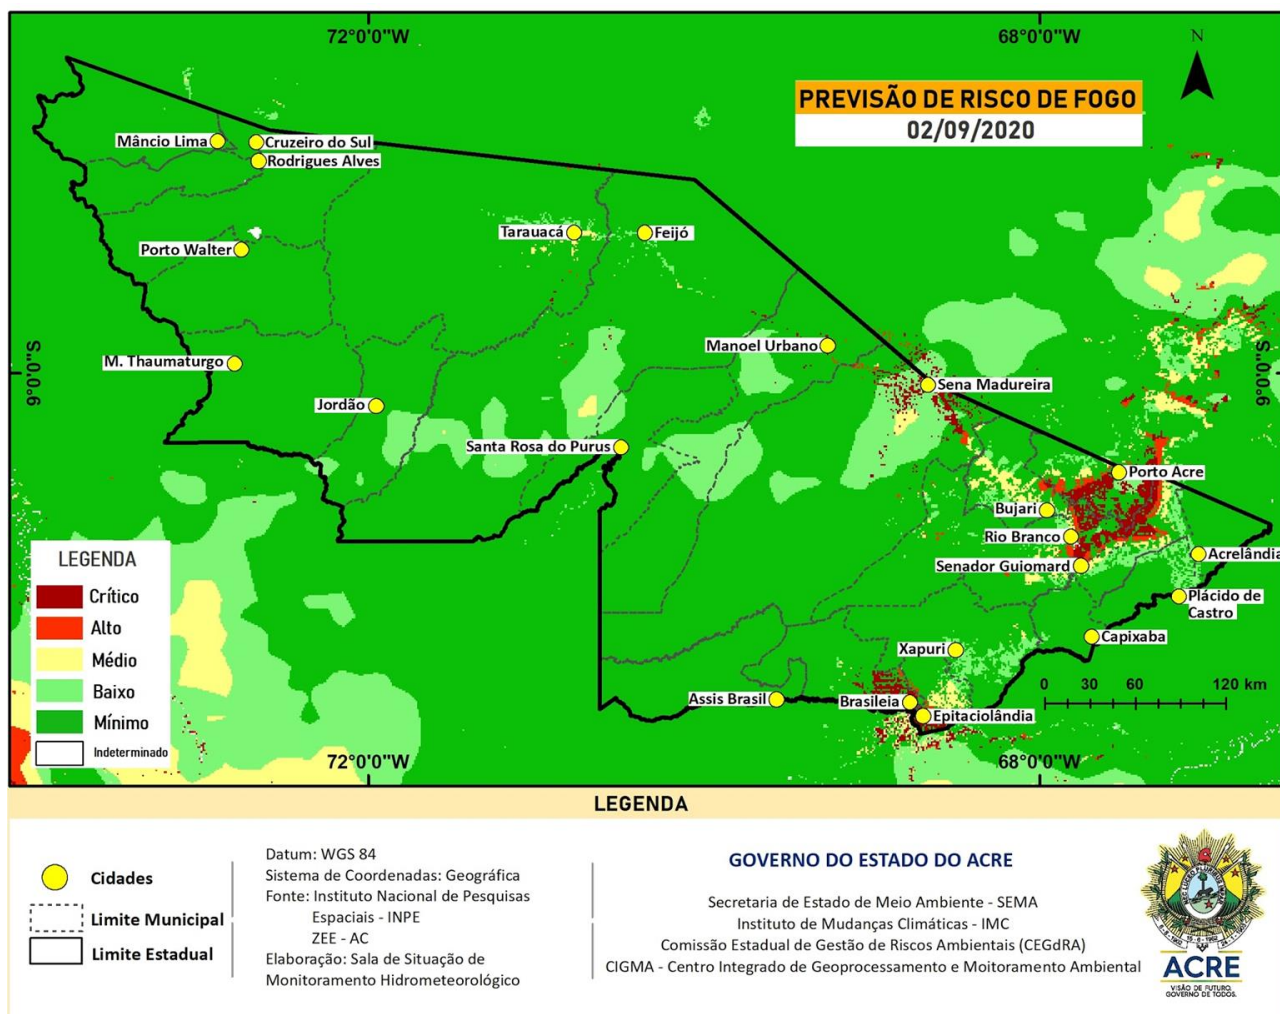 72°0'0"W
68°0'0"W
N
PREVISÃO DE RISCO DE FOGO
02/09/2020
Mâncio Lima
Cruzeiro do Sul
Rodrigues Alves
Tarauacá
Feijó
Porto Walter
9°0'0"S
9°0'0"S
Manoel Urbano
M. Thaumaturgo
Sena Madureira
Jordão
Santa Rosa do Purus
Porto Acre
Bujari
Rio Branco
Acrelândia
Senador Guiomard
Plácido de
Castro
Capixaba
Xapuri
Assis Brasil
Brasileia
Epitaciolândia
0 30 60 120 km
72°0'0"W
68°0'0"W
LEGENDA
Crítico
Alto
Médio
Baixo
Mínimo
Indeterminado
LEGENDA
Cidades
Limite Municipal
Limite Estadual
Datum: WGS 84
Sistema de Coordenadas: Geográfica
Fonte: Instituto Nacional de Pesquisas
Espaciais - INPE
ZEE - AC
Elaboração: Sala de Situação de
Monitoramento Hidrometeorológico
GOVERNO DO ESTADO DO ACRE
Secretaria de Estado de Meio Ambiente - SEMA
Instituto de Mudanças Climáticas - IMC
Comissão Estadual de Gestão de Riscos Ambientais (CEGdRA)
CIGMA - Centro Integrado de Geoprocessamento e Moitoramento Ambiental
ACRE
VISÃO DE FUTURO.
GOVERNO DE TODOS.